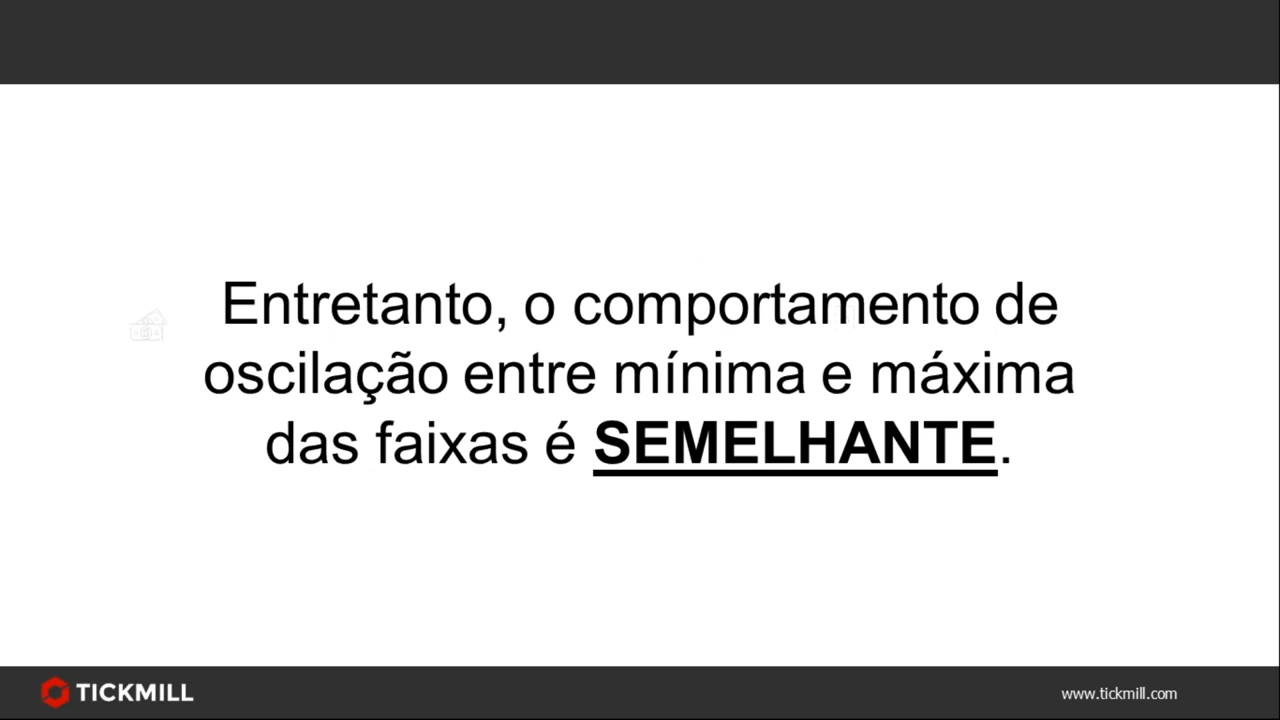 Entretanto, o comportamento de
oscilação entre mínima e máxima
das faixas é SEMELHANTE.
TICKMILL
www.tickmill.com